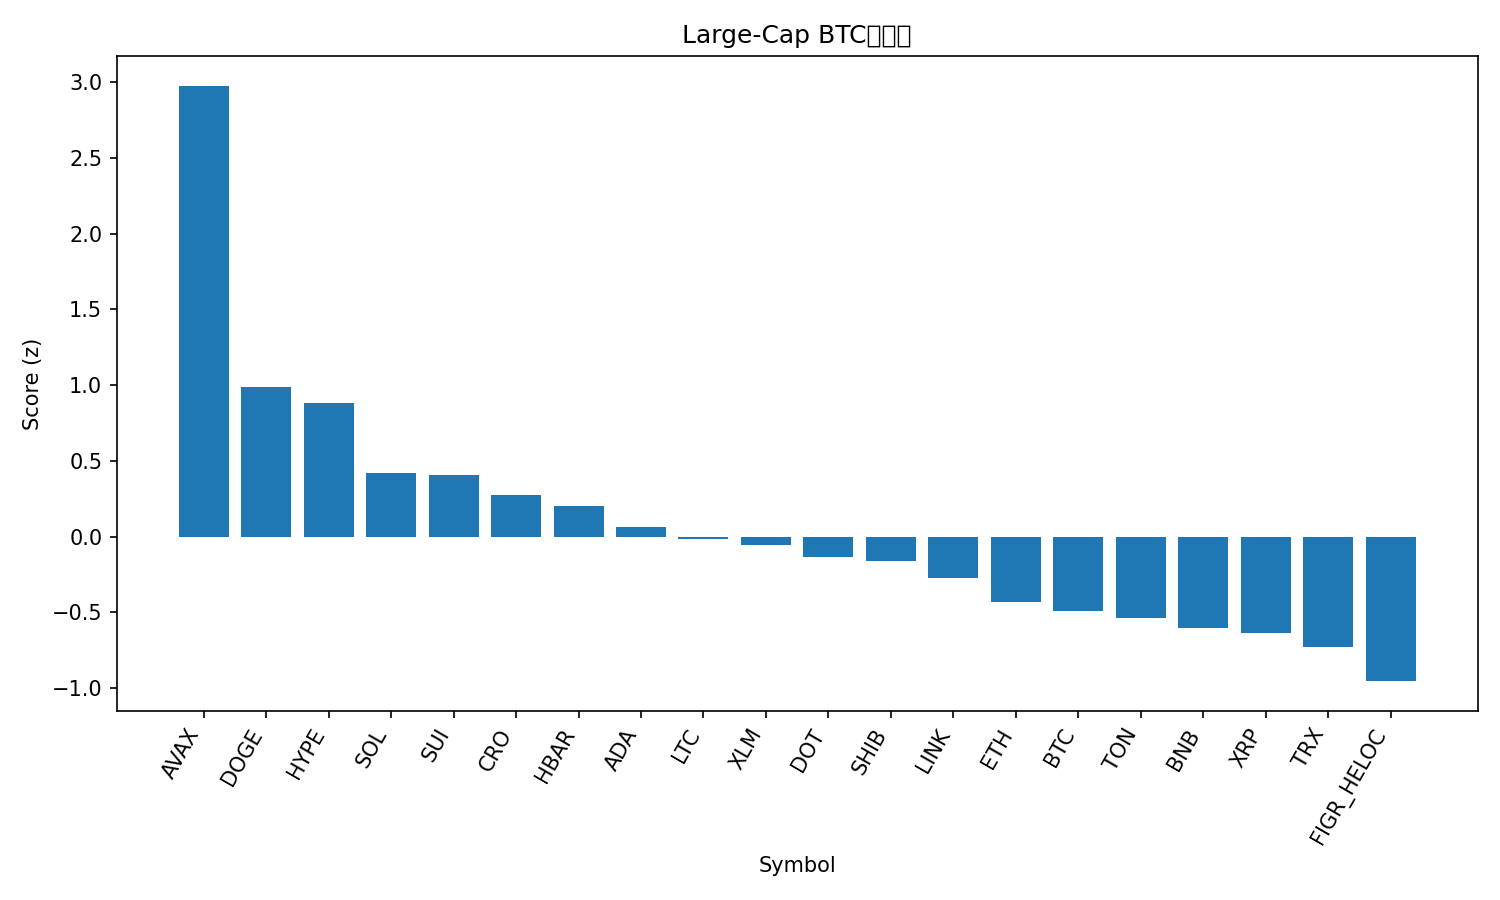 Large-Cap BTC
3.0
2.5
2.0
1.5
1.0
0.5
0.0
−0.5
−1.0
Score (z)
AVAX
DOGE
HYPE
SOL
SUI
CRO
HBAR
ADA
LTC
XLM
DOT
SHIB
LINK
ETH
BTC
TON
BNB
XRP
TRX
FIGR_HELOC
Symbol